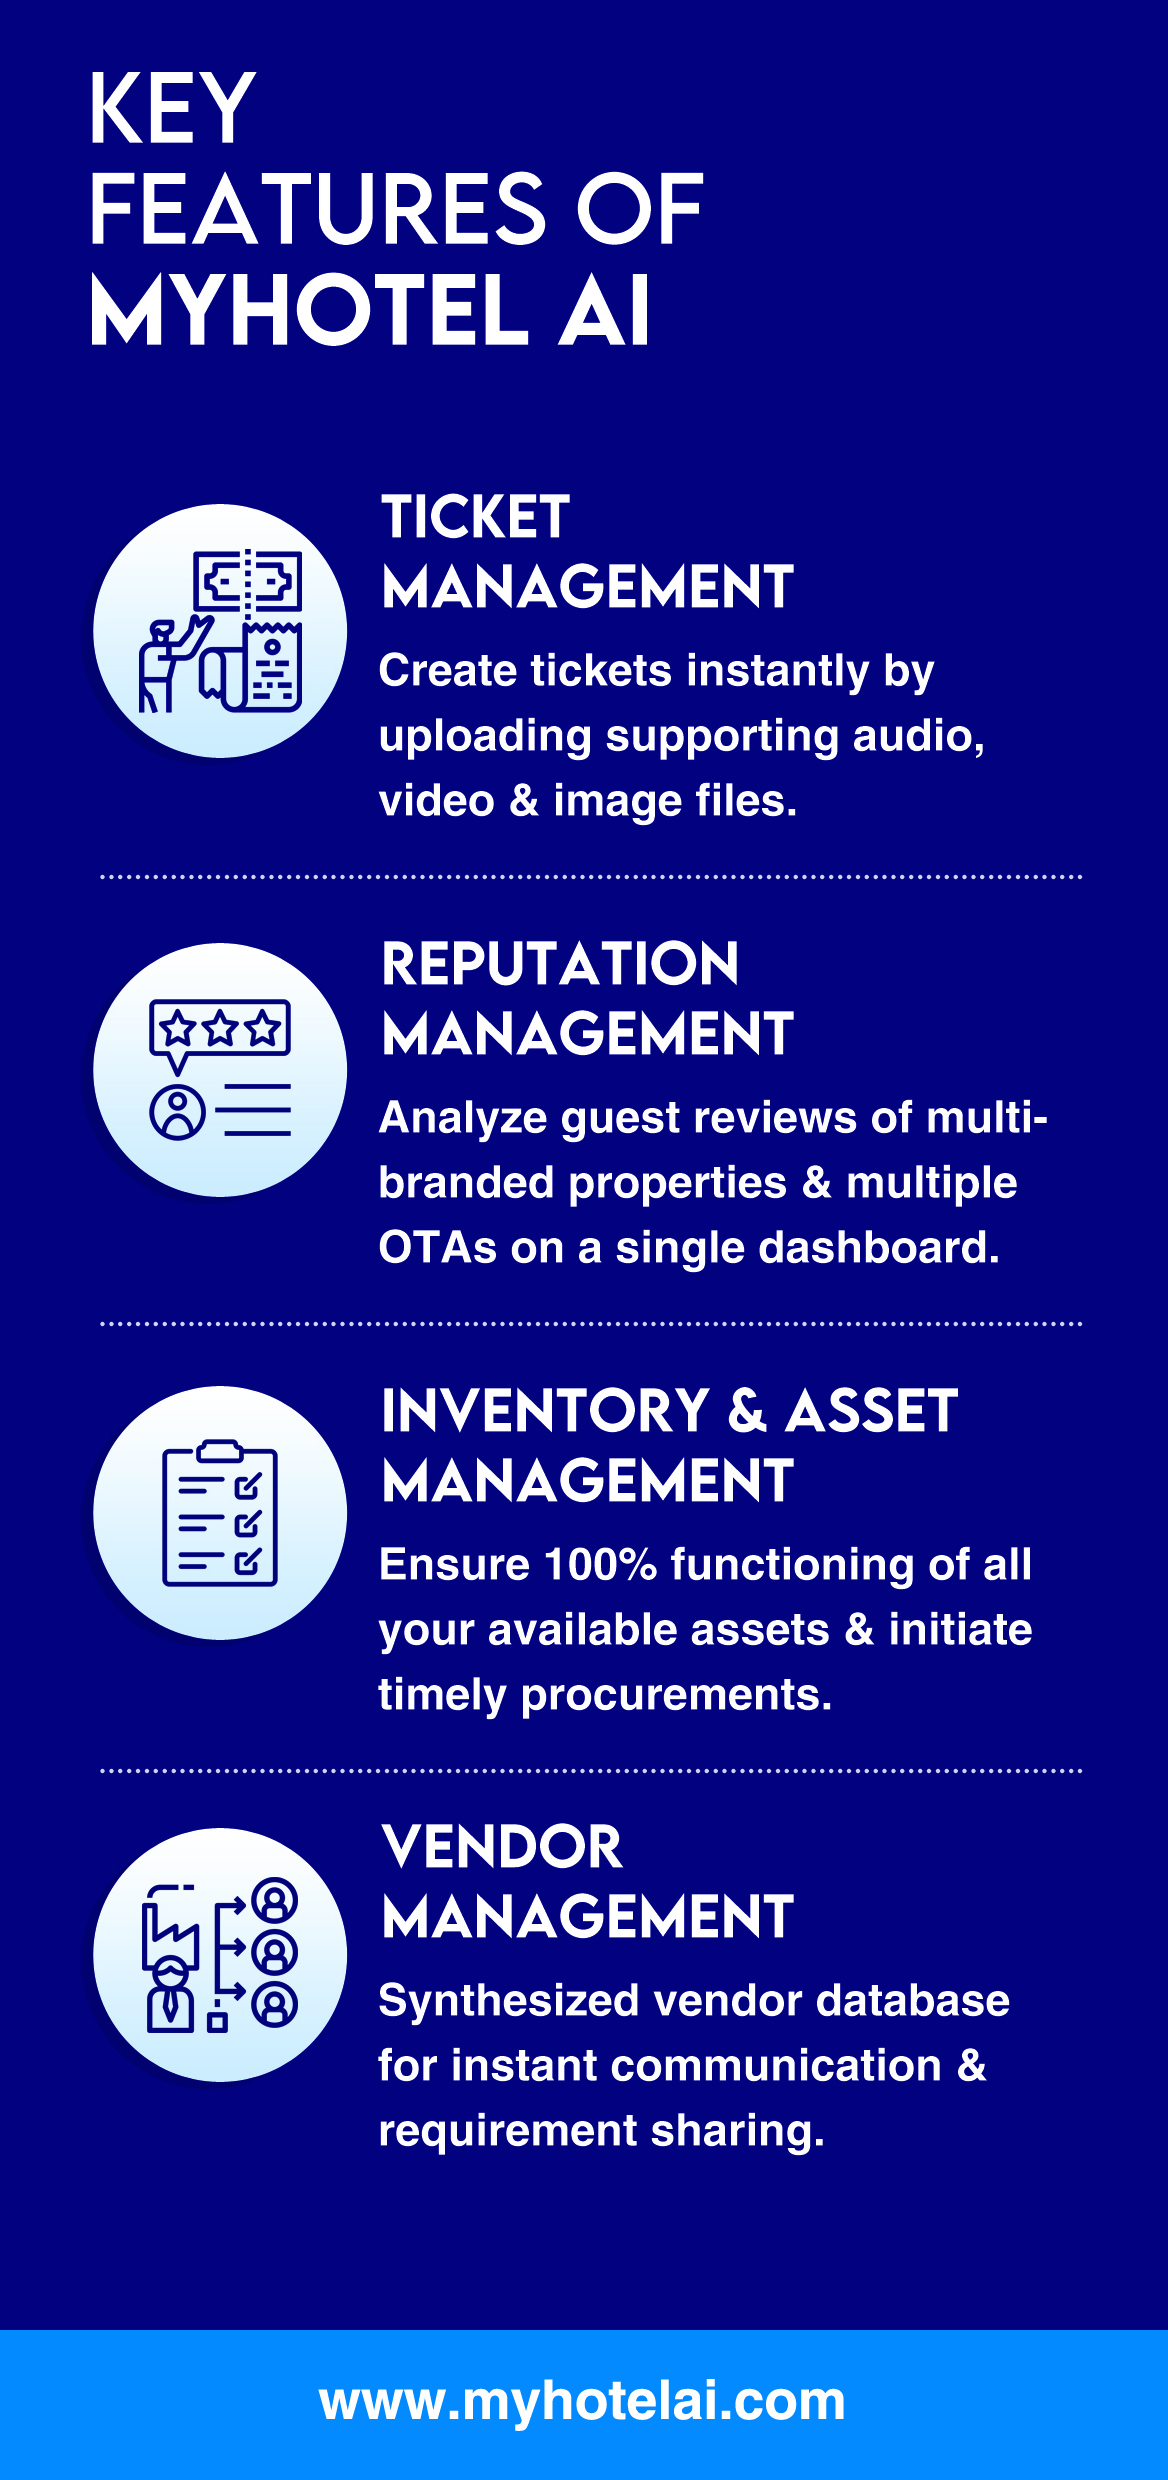 KEY
FEATURES OF
MYHOTEL AI
TICKET
MANAGEMENT
Create tickets instantly by
uploading supporting audio,
video & image files.
REPUTATION
MANAGEMENT
Analyze guest reviews of multi-
branded properties & multiple
OTAs on a single dashboard.
INVENTORY & ASSET
MANAGEMENT
Ensure 100% functioning of all
your available assets & initiate
timely procurements.
VENDOR
MANAGEMENT
Synthesized vendor database
for instant communication &
requirement sharing.
www.myhotelai.com